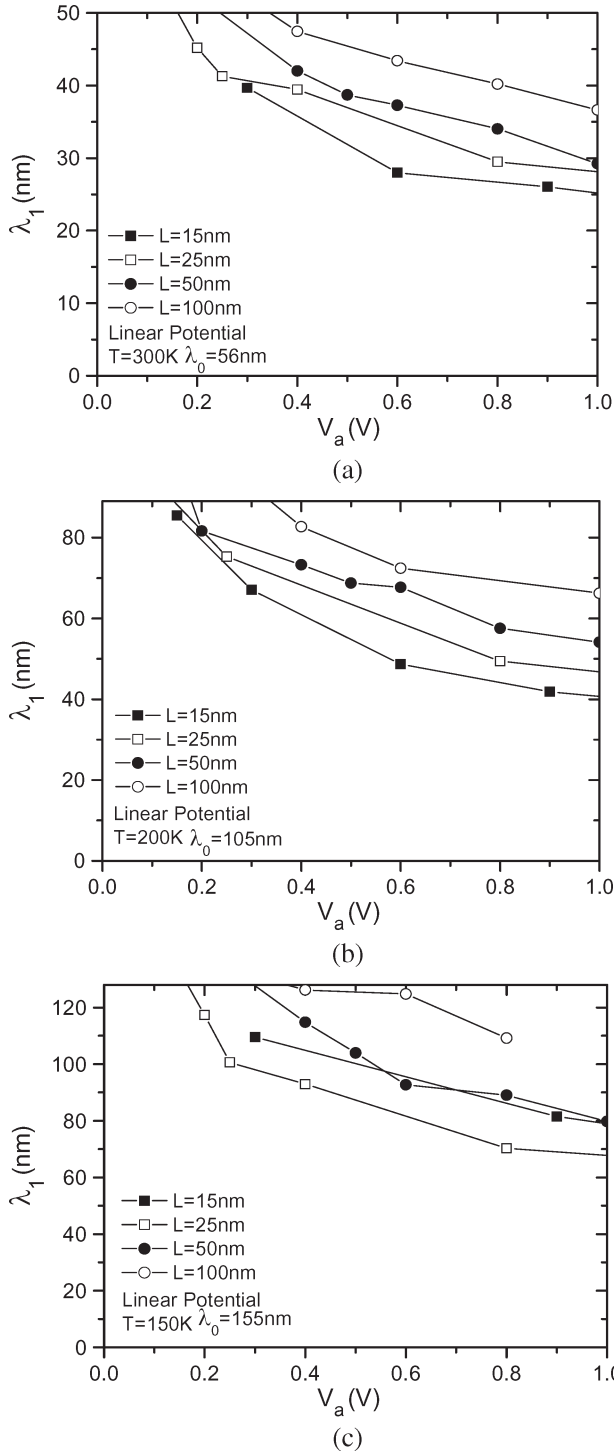 50
40
30
20
10
0
λ₁ (nm)
L=15nm
L=25nm
L=50nm
L=100nm
Linear Potential
T=300K λ₀=56nm
0.0 0.2 0.4 0.6 0.8 1.0
Vₐ (V)
(a)
80
60
40
20
0
λ₁ (nm)
L=15nm
L=25nm
L=50nm
L=100nm
Linear Potential
T=200K λ₀=105nm
0.0 0.2 0.4 0.6 0.8 1.0
Vₐ (V)
(b)
120
100
80
60
40
20
0
λ₁ (nm)
L=15nm
L=25nm
L=50nm
L=100nm
Linear Potential
T=150K λ₀=155nm
0.0 0.2 0.4 0.6 0.8 1.0
Vₐ (V)
(c)